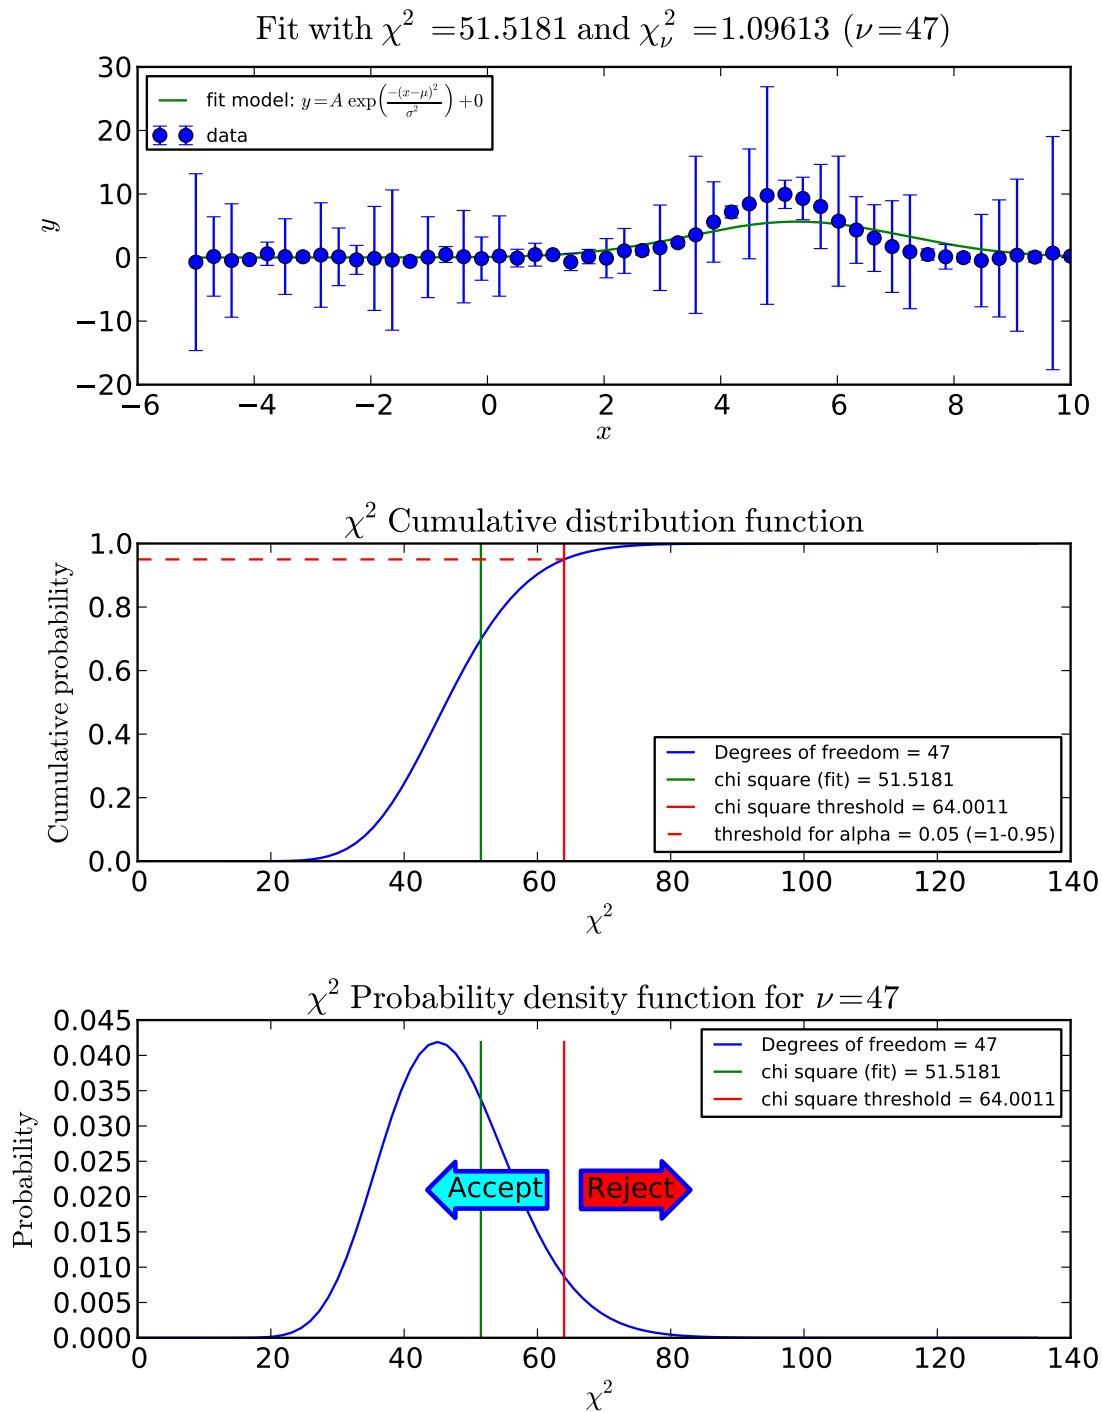 Fit with χ² =51.5181 and χ²ᵥ =1.09613 (ν=47)
30
20
10
0
−10
−20
y
fit model: y=A exp(−(x−μ)²/σ²)+0
data
−6 −4 −2 0 2 4 6 8 10
x
χ² Cumulative distribution function
1.0
0.8
0.6
0.4
0.2
0.0
Cumulative probability
Degrees of freedom = 47
chi square (fit) = 51.5181
chi square threshold = 64.0011
threshold for alpha = 0.05 (=1-0.95)
0 20 40 60 80 100 120 140
χ²
χ² Probability density function for ν=47
0.045
0.040
0.035
0.030
0.025
0.020
0.015
0.010
0.005
0.000
Probability
Degrees of freedom = 47
chi square (fit) = 51.5181
chi square threshold = 64.0011
Accept Reject
0 20 40 60 80 100 120 140
χ²